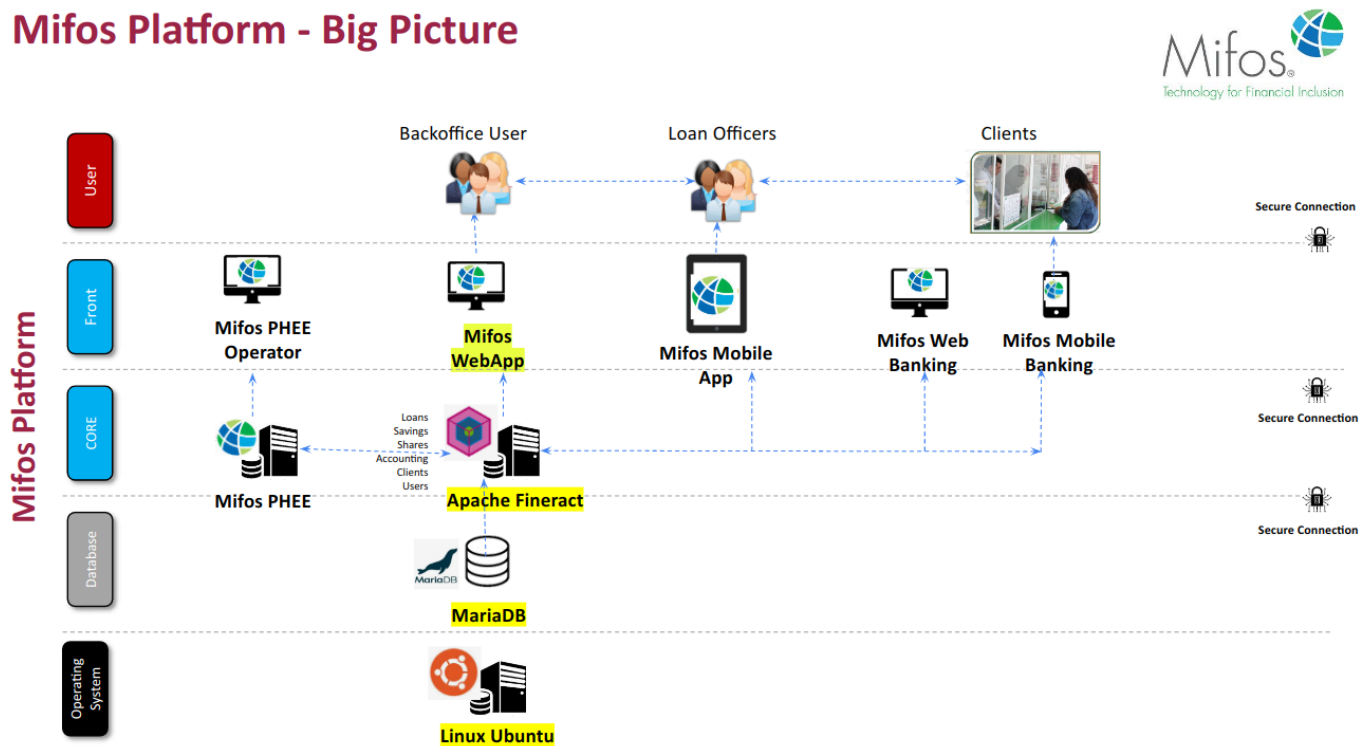 Mifos Platform - Big Picture
Mifos®
Technology for Financial Inclusion
Mifos Platform
User
Backoffice User
Loan Officers
Clients
Secure Connection
Front
Mifos PHEE
Operator
Mifos
WebApp
Mifos Mobile
App
Mifos Web
Banking
Mifos Mobile
Banking
Secure Connection
CORE
Loans
Savings
Shares
Accounting
Clients
Users
Mifos PHEE
Apache Fineract
Secure Connection
Database
MariaDB
MariaDB
Operating
System
Linux Ubuntu